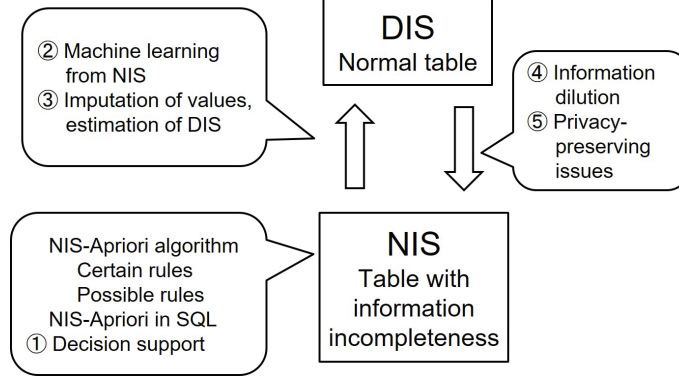 ② Machine learning
from NIS
③ Imputation of values,
estimation of DIS
DIS
Normal table
④ Information
dilution
⑤ Privacy-
preserving
issues
NIS-Apriori algorithm
Certain rules
Possible rules
NIS-Apriori in SQL
① Decision support
NIS
Table with
information
incompleteness